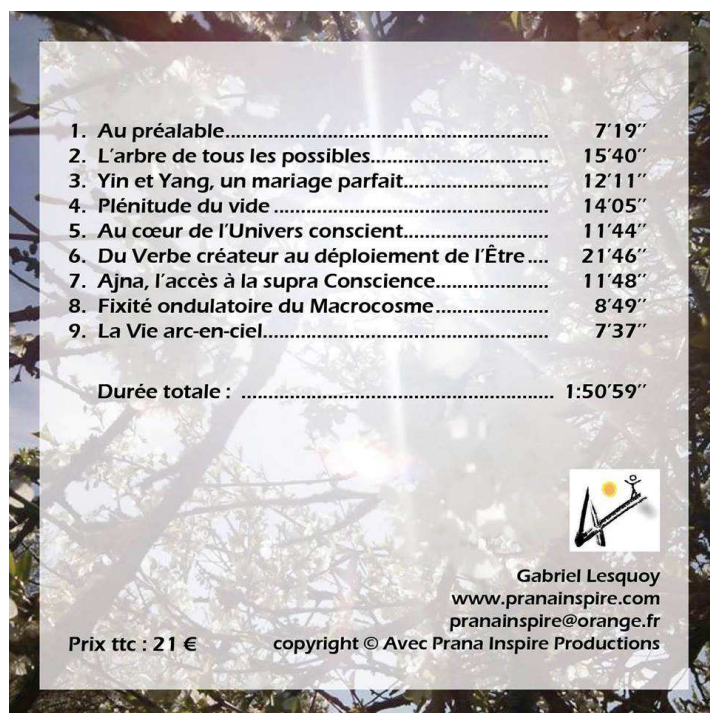 1. Au préalable............................................................ 7’19’’
2. L’arbre de tous les possibles................................. 15’40’’
3. Yin et Yang, un mariage parfait........................... 12’11’’
4. Plénitude du vide ................................................... 14’05’’
5. Au cœur de l’Univers conscient........................... 11’44’’
6. Du Verbe créateur au déploiement de l’Être .... 21’46’’
7. Ajna, l’accès à la supra Conscience..................... 11’48’’
8. Fixité ondulatoire du Macrocosme..................... 8’49’’
9. La Vie arc-en-ciel..................................................... 7’37’’
Durée totale : .......................................................... 1:50’59’’
Gabriel Lesquoy
www.pranainspire.com
pranainspire@orange.fr
Prix ttc : 21 € copyright © Avec Prana Inspire Productions